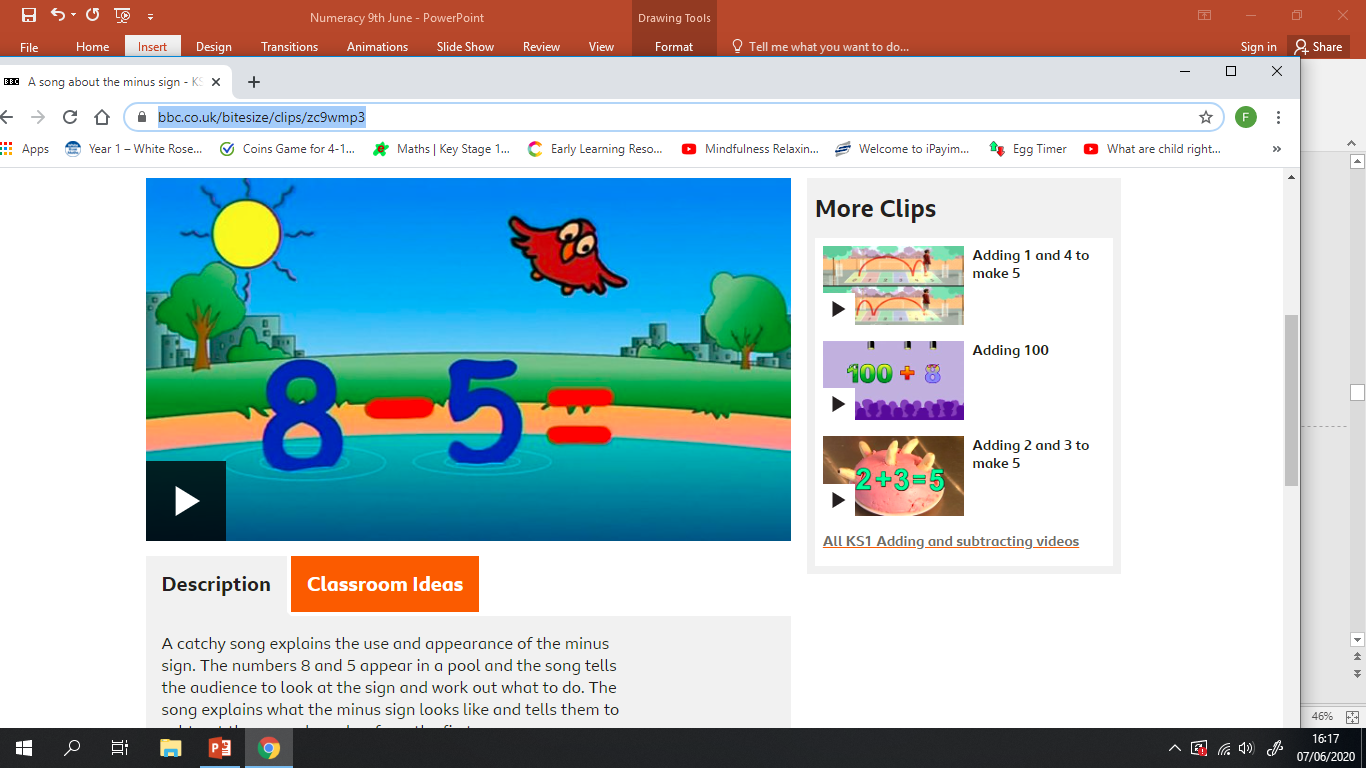 Numeracy 9th June - PowerPoint
Drawing Tools
File
Home
Insert
Design
Transitions
Animations
Slide Show
Review
View
Format
Tell me what you want to do...
Sign in
Share
BBC
A song about the minus sign - KS
bbc.co.uk/bitesize/clips/zc9wmp3
F
Apps
Year 1 – White Rose...
Coins Game for 4-1...
Maths | Key Stage 1...
Early Learning Reso...
Mindfulness Relaxin...
Welcome to iPayim...
Egg Timer
What are child right...
»
8 - 5 =
More Clips
Adding 1 and 4 to
make 5
100 + 8
Adding 100
2+3=5
Adding 2 and 3 to
make 5
All KS1 Adding and subtracting videos
Description
Classroom Ideas
A catchy song explains the use and appearance of the minus
sign. The numbers 8 and 5 appear in a pool and the song tells
the audience to look at the sign and work out what to do. The
song explains what the minus sign looks like and tells them to
46%
16:17
07/06/2020